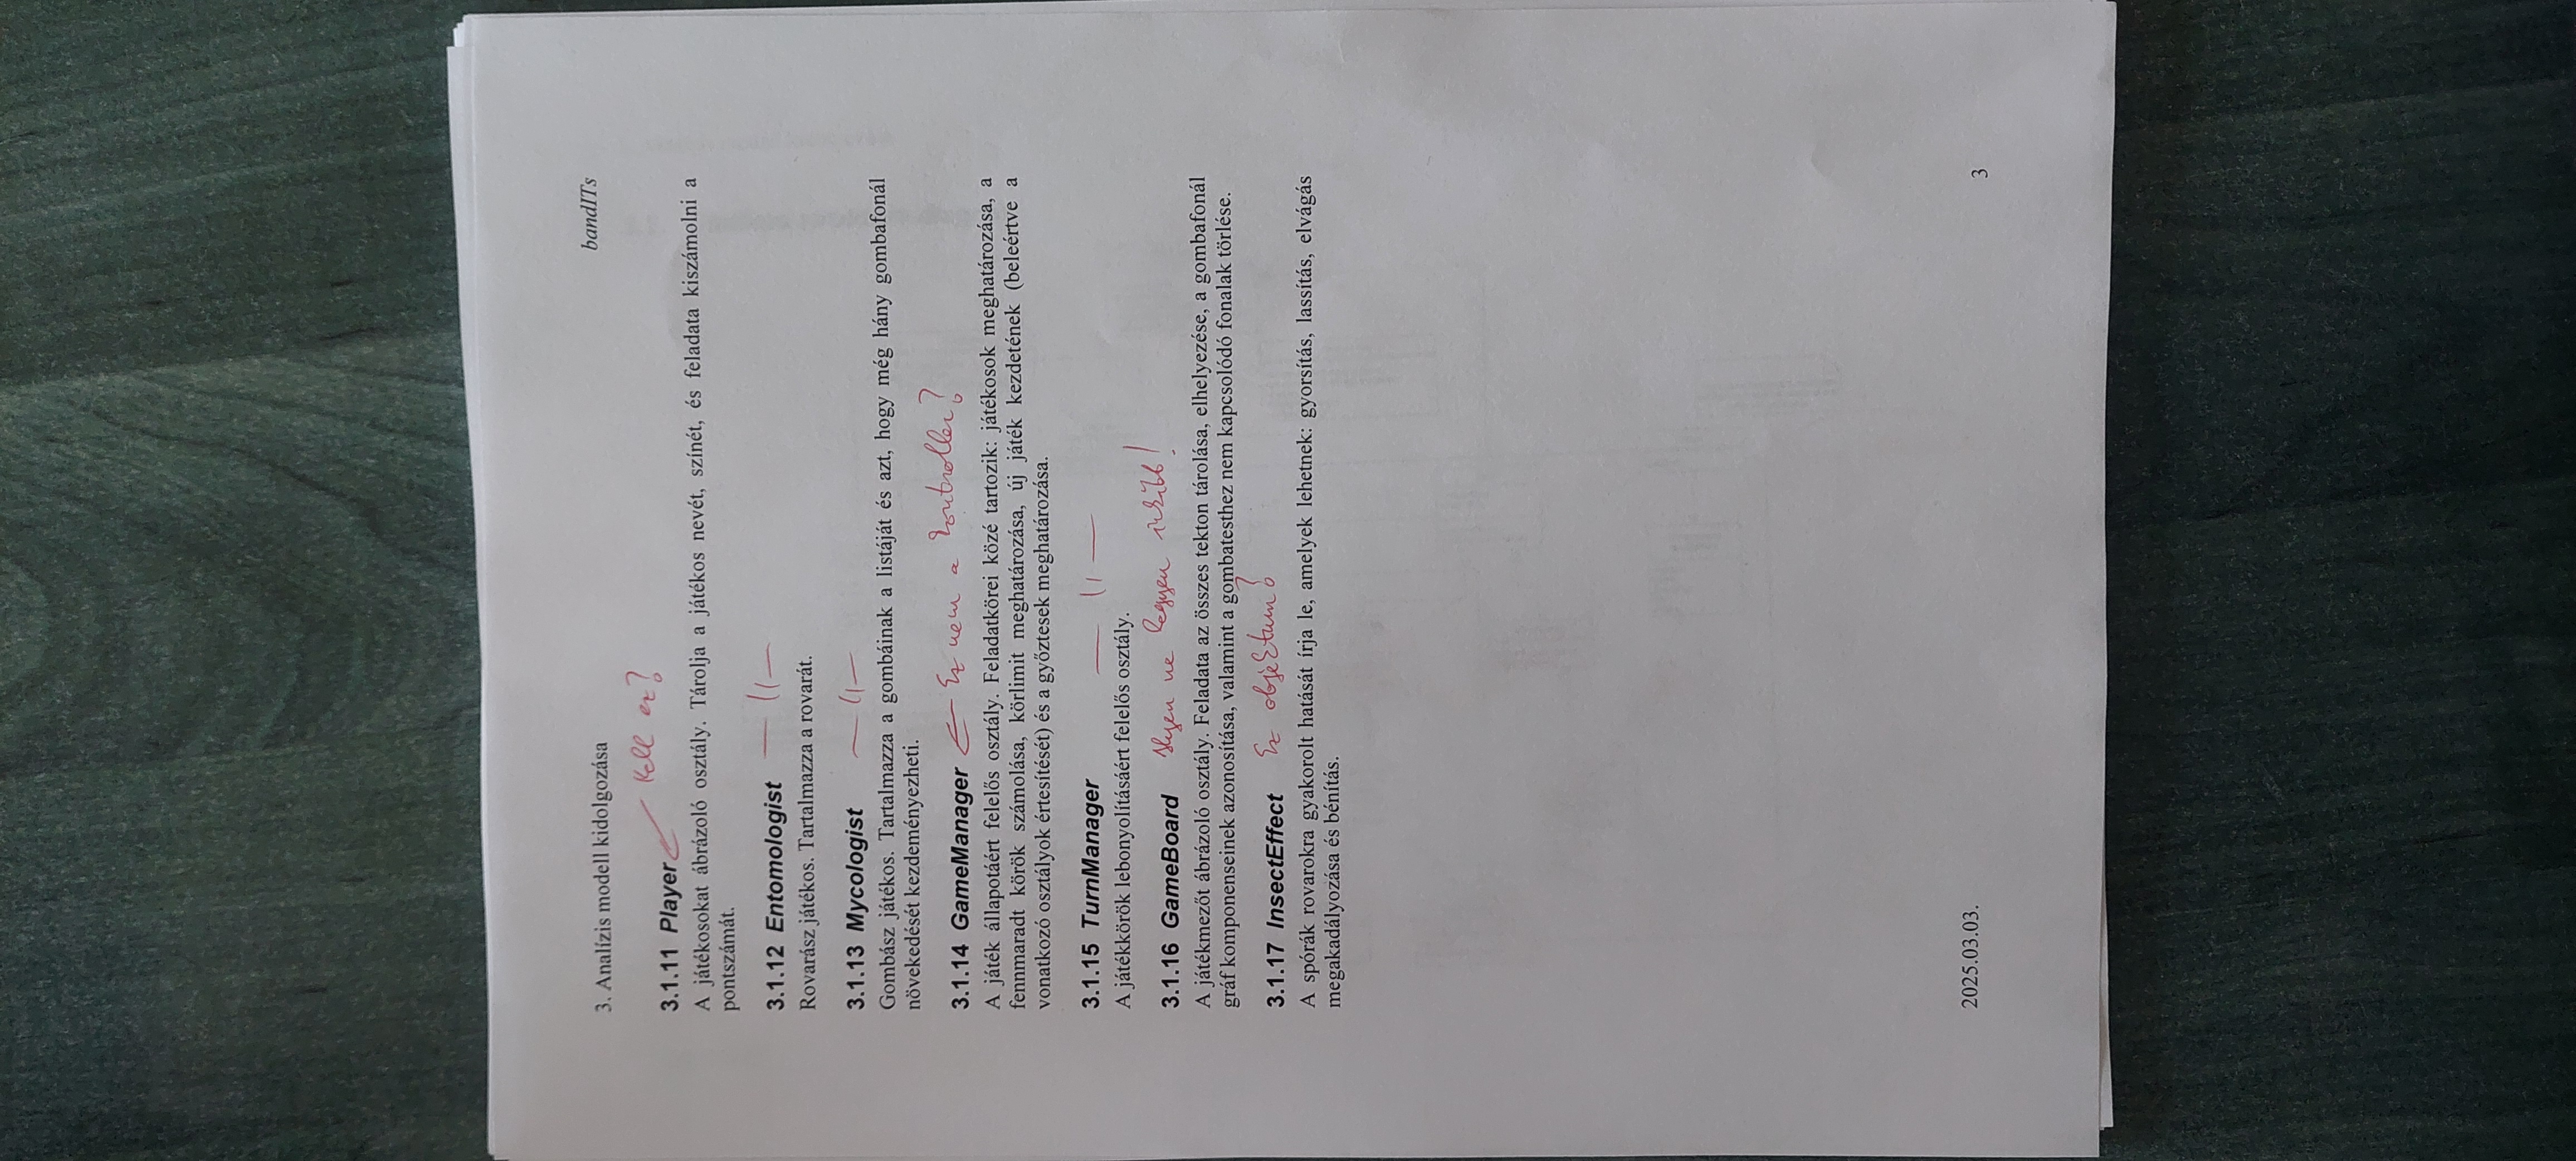 3. Analízis modell kidolgozása
bandITs
Kell ez?
3.1.11 Player
A játékosokat ábrázoló osztály. Tárolja a játékos nevét, színét, és feladata kiszámolni a
pontszámát.
3.1.12 Entomologist — 11 —
Rovarász játékos. Tartalmazza a rovarát.
3.1.13 Mycologist — 11 —
Gombász játékos. Tartalmazza a gombáinak a listáját és azt, hogy még hány gombafonál
növekedését kezdeményezheti.
3.1.14 GameManager Ez nem a kontroller?
A játék állapotáért felelős osztály. Feladatkörei közé tartozik: játékosok meghatározása, a
fennmaradt körök számolása, körlimit meghatározása, új játék kezdetének (beleértve a
vonatkozó osztályok értesítését) és a győztesek meghatározása.
3.1.15 TurnManager — 11 —
A játékkörök lebonyolításáért felelős osztály.
3.1.16 GameBoard Ilyen ne legyen inkább!
A játékmezőt ábrázoló osztály. Feladata az összes tekton tárolása, elhelyezése, a gombafonál
gráf komponenseinek azonosítása, valamint a gombatesthez nem kapcsolódó fonalak törlése.
3.1.17 InsectEffect Ez objektum?
A spórák rovarokra gyakorolt hatását írja le, amelyek lehetnek: gyorsítás, lassítás, elvágás
megakadályozása és bénítás.
2025.03.03.
3